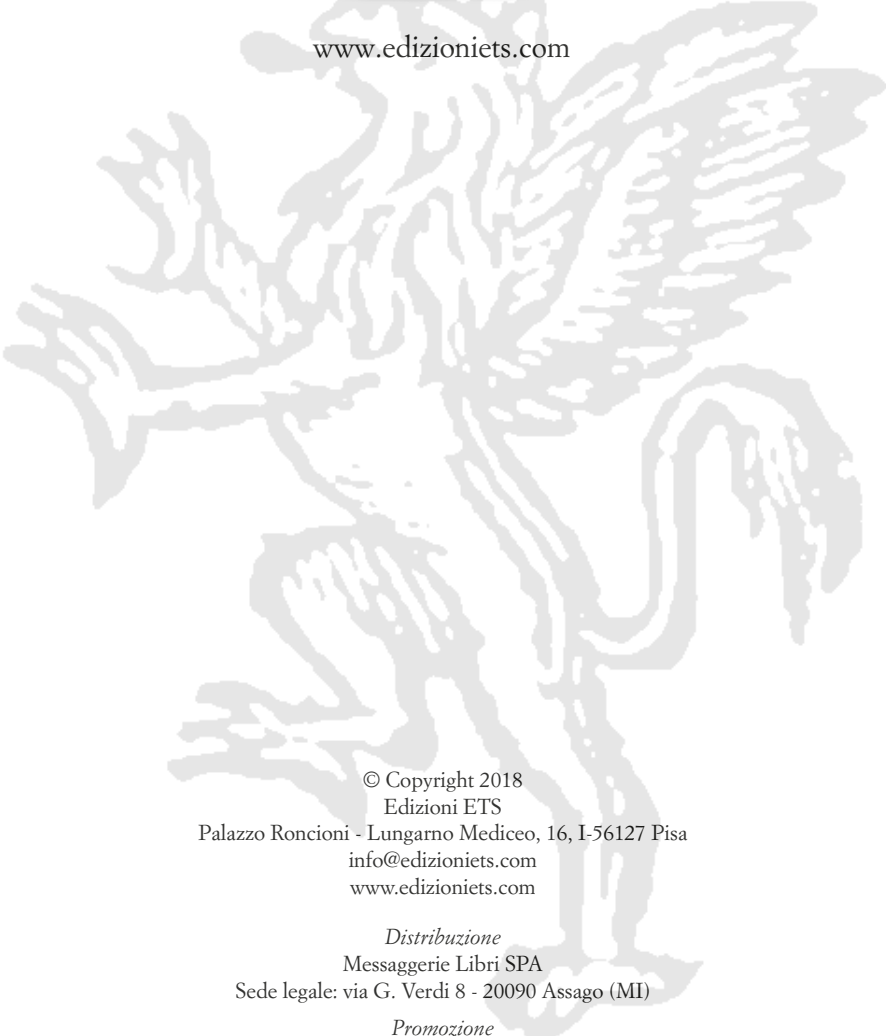 www.edizioniets.com
© Copyright 2018
Edizioni ETS
Palazzo Roncioni - Lungarno Mediceo, 16, I-56127 Pisa
info@edizioniets.com
www.edizioniets.com
Distribuzione
Messaggerie Libri SPA
Sede legale: via G. Verdi 8 - 20090 Assago (MI)
Promozione